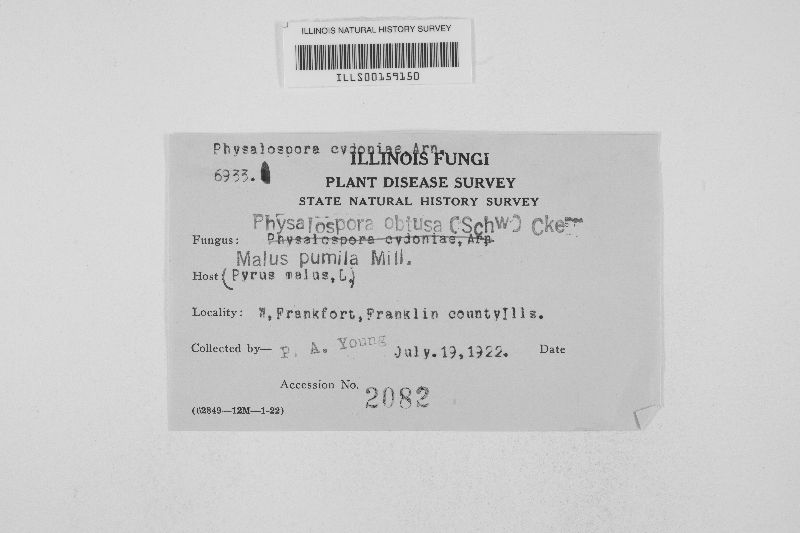 ILLINOIS NATURAL HISTORY SURVEY
ILLS00159150
Physalospora cydoniae Arn.
6933.
ILLINOIS FUNGI
PLANT DISEASE SURVEY
STATE NATURAL HISTORY SURVEY
Physalospora obtusa (Schw) Cke
Fungus: Physalospora cydoniae, Arn.
Malus pumila Mill.
Host (Pyrus malus, L.)
Locality: W, Frankfort, Franklin county Ills.
Collected by— P. A. Young July. 19, 1922. Date
Accession No. 2082
(62849—12M—1-22)